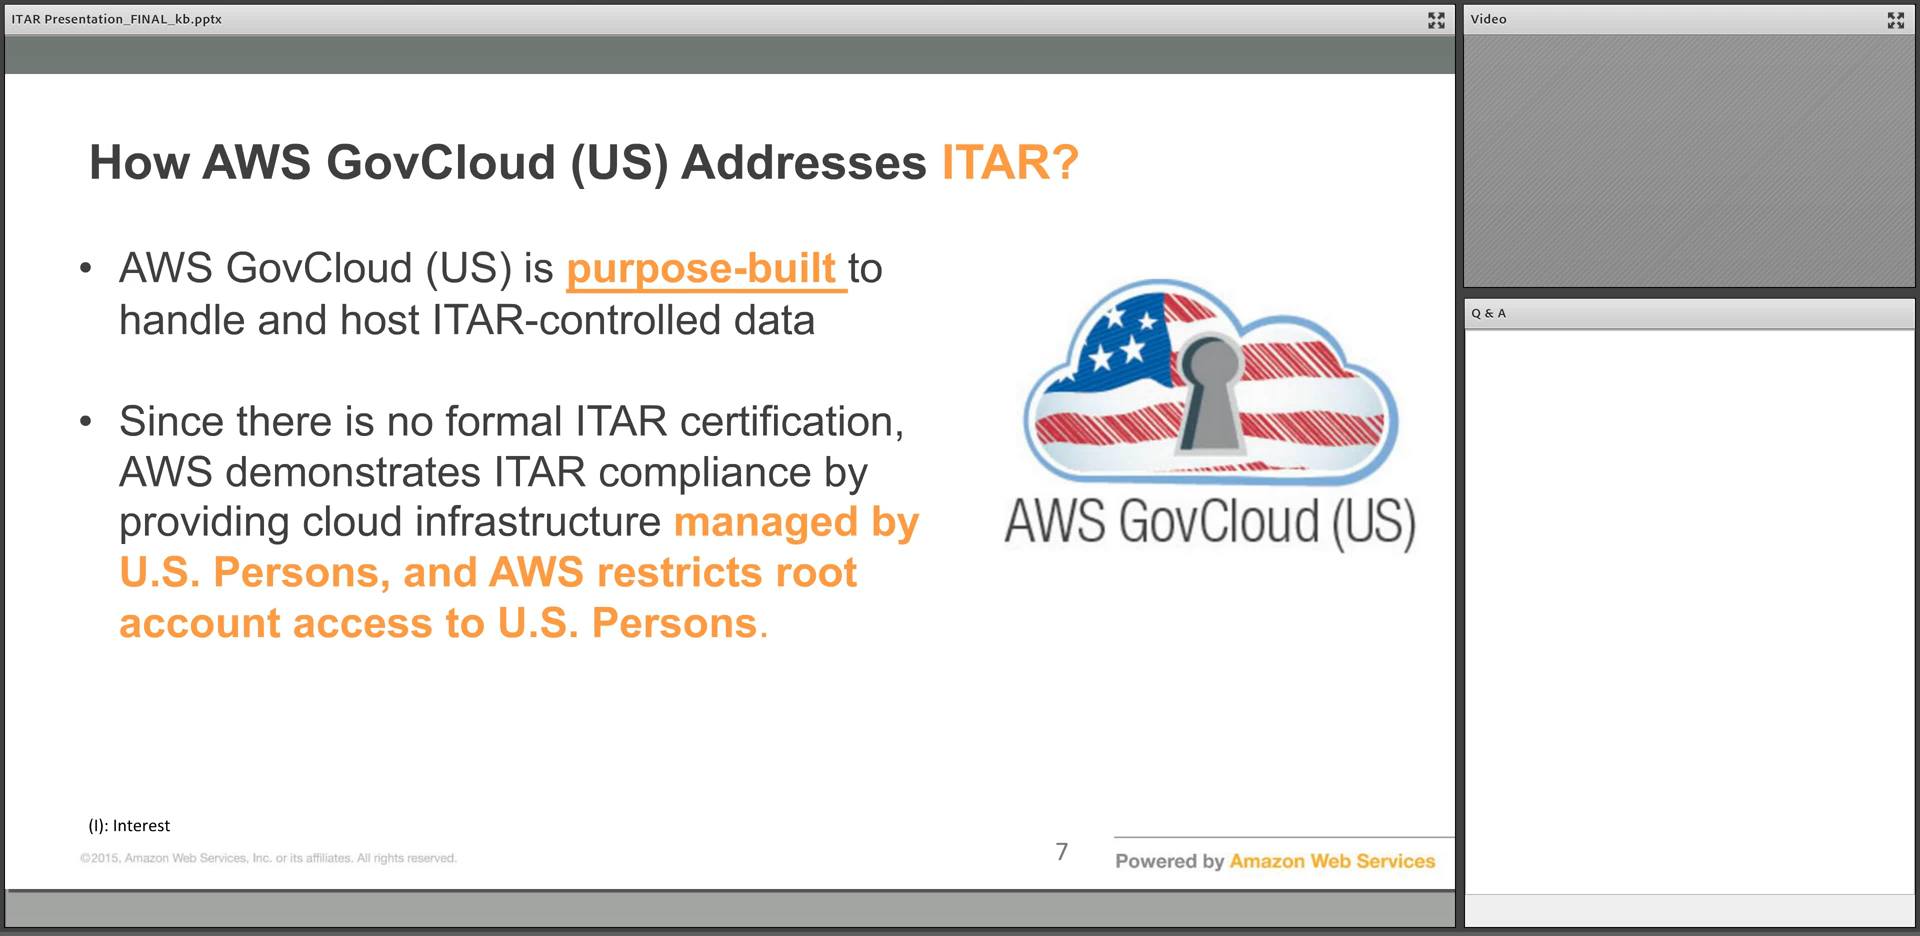 ITAR Presentation_FINAL_kb.pptx
Video
Q & A
How AWS GovCloud (US) Addresses ITAR?
• AWS GovCloud (US) is purpose-built to
handle and host ITAR-controlled data
• Since there is no formal ITAR certification,
AWS demonstrates ITAR compliance by
providing cloud infrastructure managed by
U.S. Persons, and AWS restricts root
account access to U.S. Persons.
AWS GovCloud (US)
(I): Interest
©2015, Amazon Web Services, Inc. or its affiliates. All rights reserved.
7
Powered by Amazon Web Services